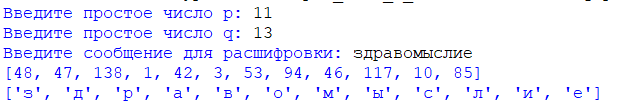 Введите простое число p: 11
Введите простое число q: 13
Введите сообщение для расшифровки: здравомыслие
[48, 47, 138, 1, 42, 3, 53, 94, 46, 117, 10, 85]
['з', 'д', 'р', 'а', 'в', 'о', 'м', 'ы', 'с', 'л', 'и', 'е']